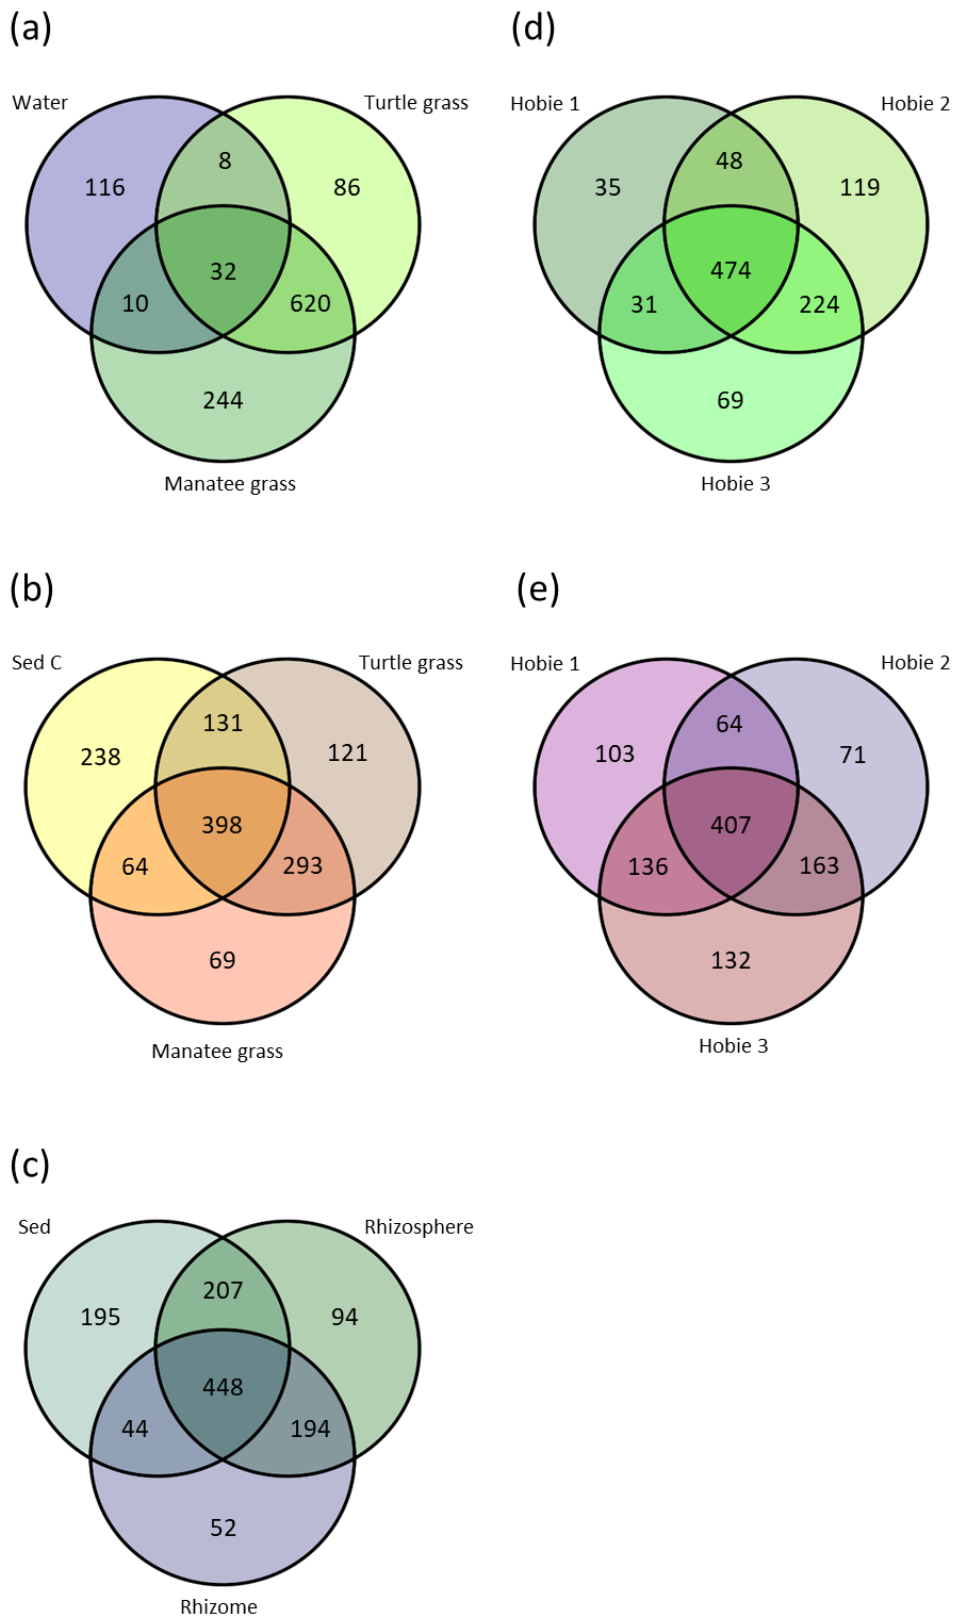 (a)
Water
Turtle grass
8
116
86
32
10
620
244
Manatee grass
(d)
Hobie 1
Hobie 2
48
35
119
474
31
224
69
Hobie 3
(b)
Sed C
Turtle grass
131
238
121
398
64
293
69
Manatee grass
(e)
Hobie 1
Hobie 2
64
103
71
407
136
163
132
Hobie 3
(c)
Sed
Rhizosphere
207
195
94
448
44
194
52
Rhizome